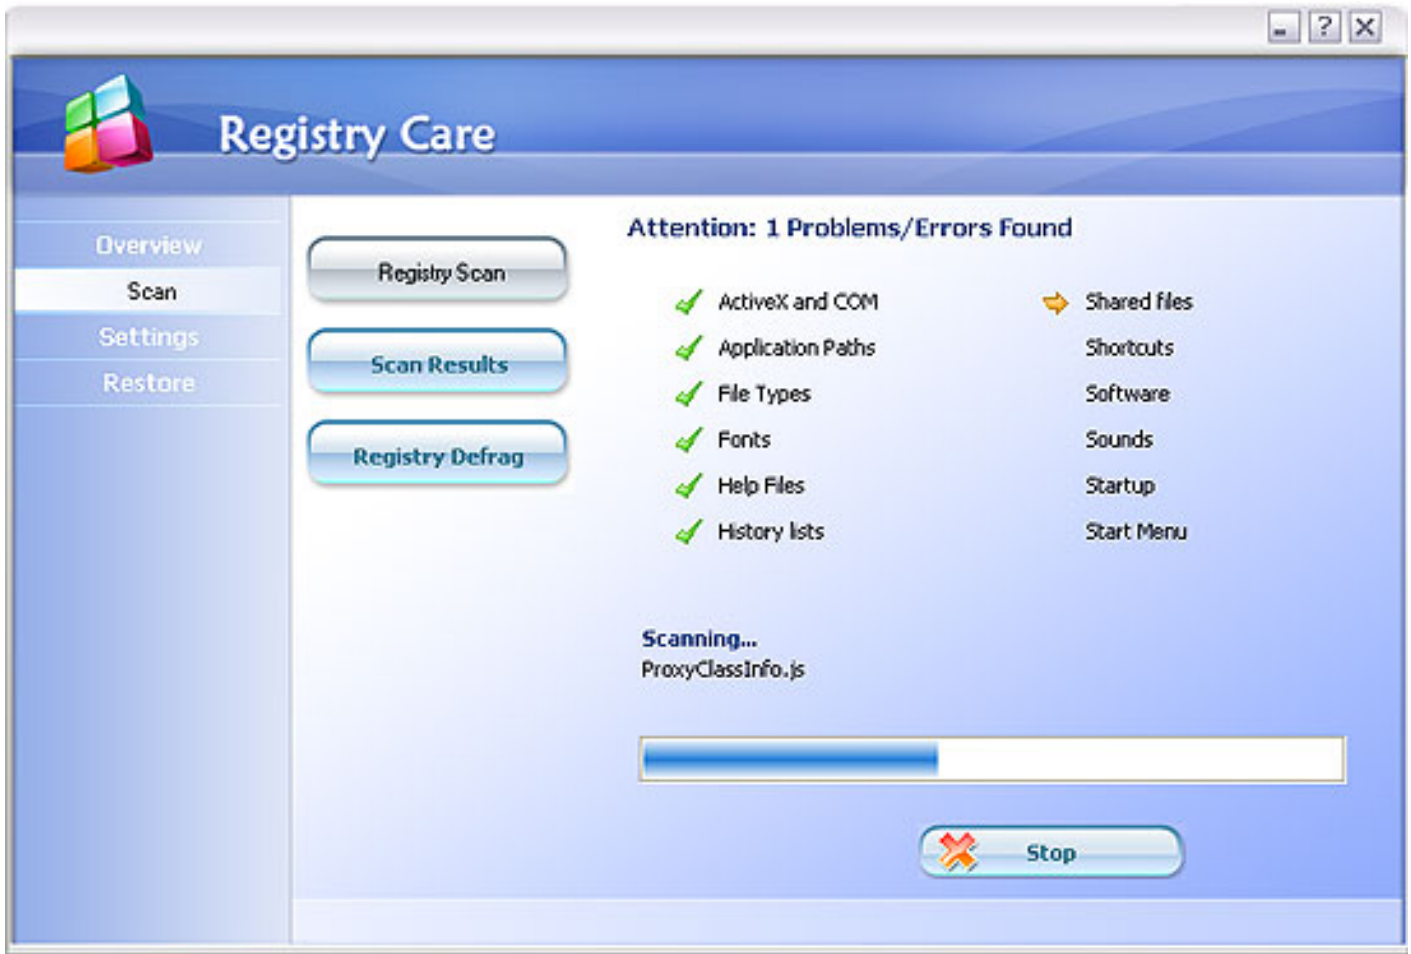 Registry Care
Overview
Scan
Settings
Restore
Registry Scan
Scan Results
Registry Defrag
Attention: 1 Problems/Errors Found
ActiveX and COM
Application Paths
File Types
Fonts
Help Files
History lists
Shared files
Shortcuts
Software
Sounds
Startup
Start Menu
Scanning...
ProxyClassInfo.js
Stop